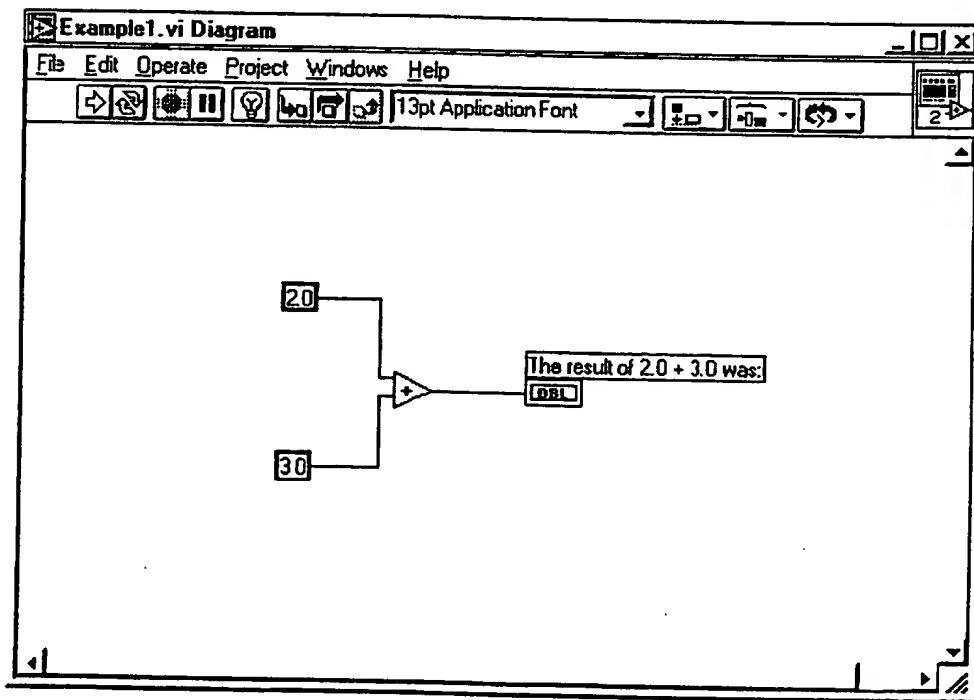 Example1.vi Diagram
File Edit Operate Project Windows Help
13pt Application Font
2
2.0
The result of 2.0 + 3.0 was:
+
DBL
3.0